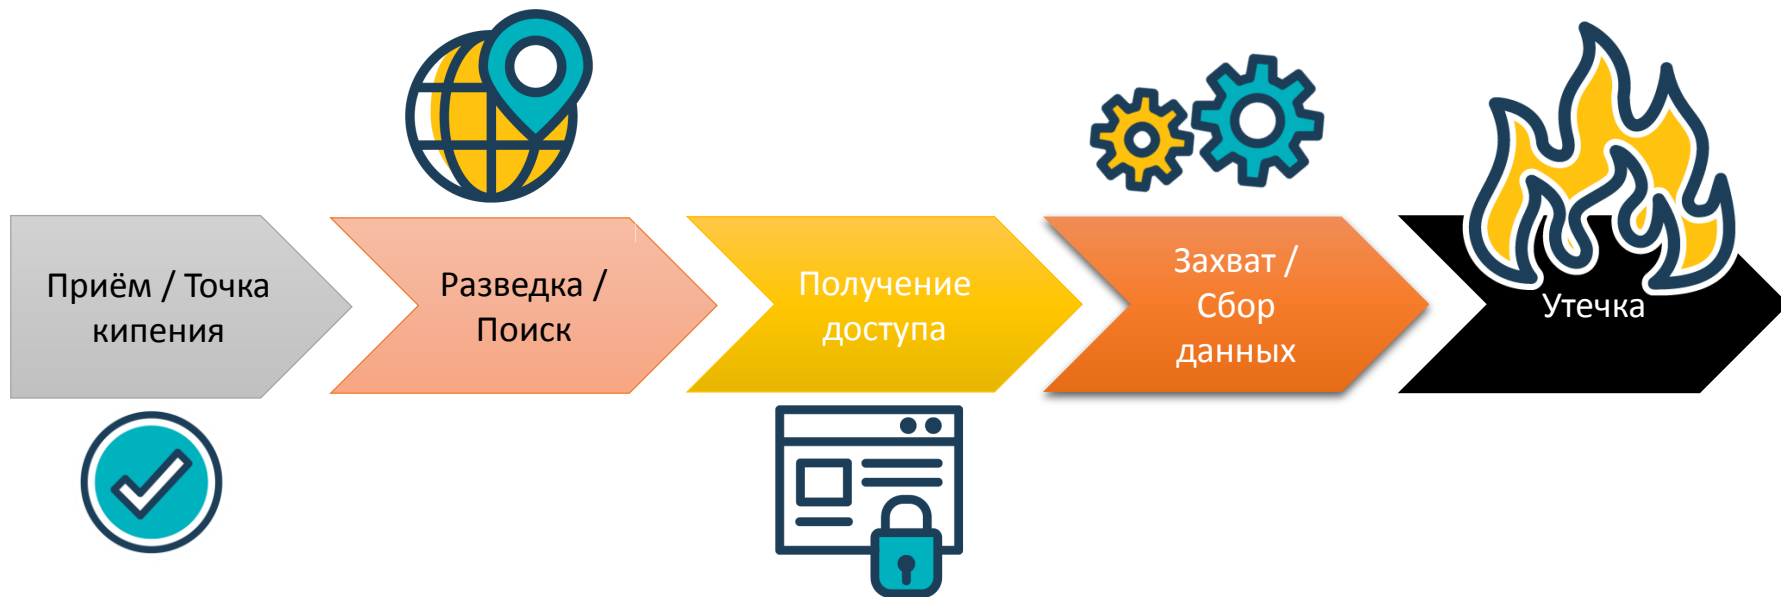 Приём / Точка
кипения
Разведка /
Поиск
Получение
доступа
Захват /
Сбор
данных
Утечка